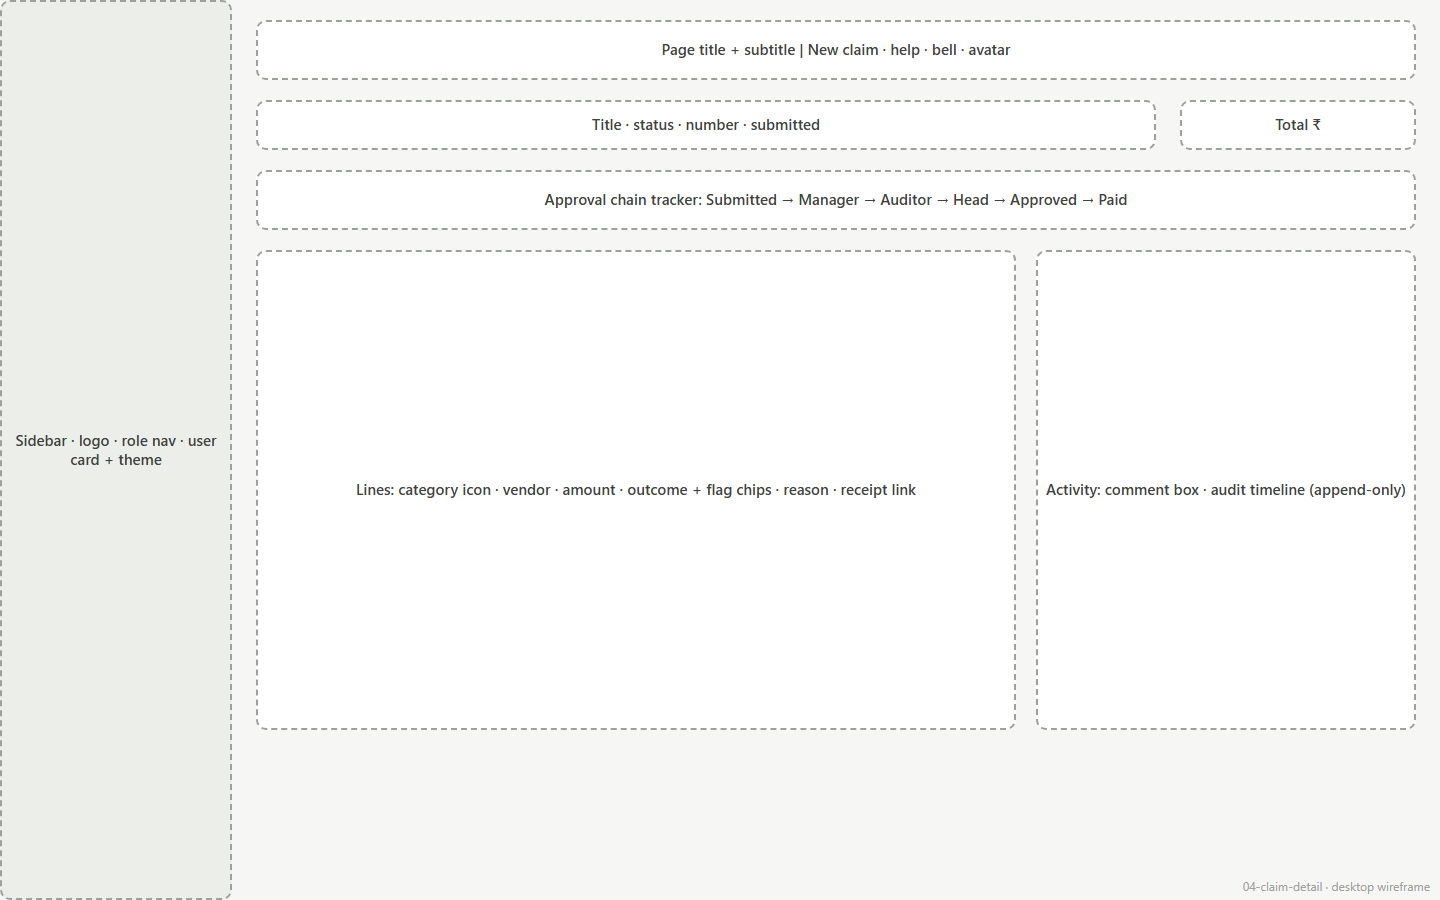 Page title + subtitle | New claim · help · bell · avatar
Title · status · number · submitted
Total ₹
Approval chain tracker: Submitted → Manager → Auditor → Head → Approved → Paid
Sidebar · logo · role nav · user
card + theme
Lines: category icon · vendor · amount · outcome + flag chips · reason · receipt link
Activity: comment box · audit timeline (append-only)
04-claim-detail · desktop wireframe